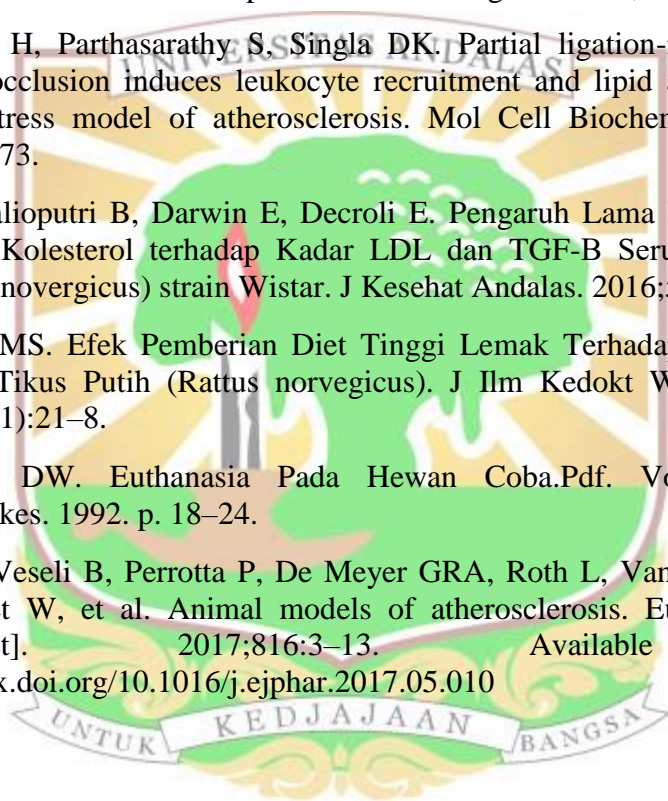 H, Parthasarathy S, Singla DK. Partial ligation-
UNIVERSITAS ANDALAS
occlusion induces leukocyte recruitment and lipid
tress model of atherosclerosis. Mol Cell Biochem
73.
alioputri B, Darwin E, Decroli E. Pengaruh Lama
Kolesterol terhadap Kadar LDL dan TGF-B Seru
novergicus) strain Wistar. J Kesehat Andalas. 2016;
MS. Efek Pemberian Diet Tinggi Lemak Terhada
Tikus Putih (Rattus norvegicus). J Ilm Kedokt W
1):21–8.
DW. Euthanasia Pada Hewan Coba.Pdf. Vo
kes. 1992. p. 18–24.
Veseli B, Perrotta P, De Meyer GRA, Roth L, Van
et W, et al. Animal models of atherosclerosis. Eu
et]. 2017;816:3–13. Available
x.doi.org/10.1016/j.ejphar.2017.05.010
UNTUK KEDJAJAAN BANGSA